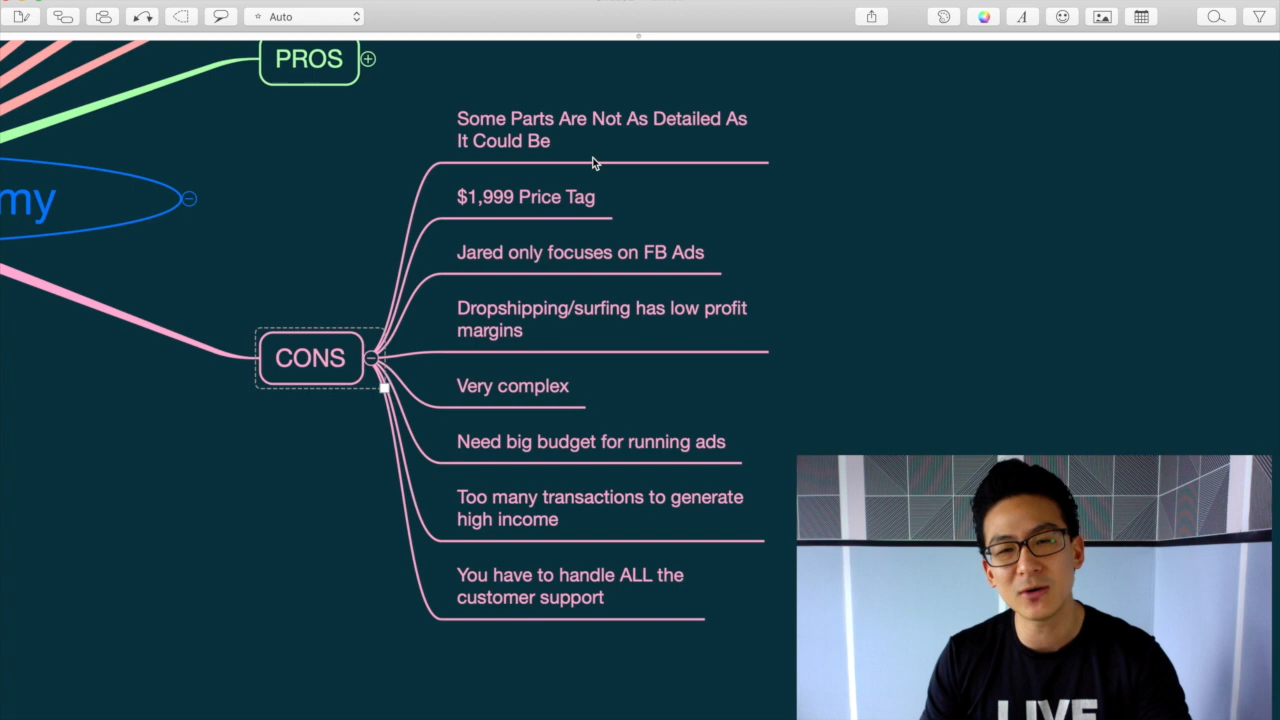 Auto
A
PROS
my
CONS
Some Parts Are Not As Detailed As
It Could Be
$1,999 Price Tag
Jared only focuses on FB Ads
Dropshipping/surfing has low profit
margins
Very complex
Need big budget for running ads
Too many transactions to generate
high income
You have to handle ALL the
customer support
LIVE